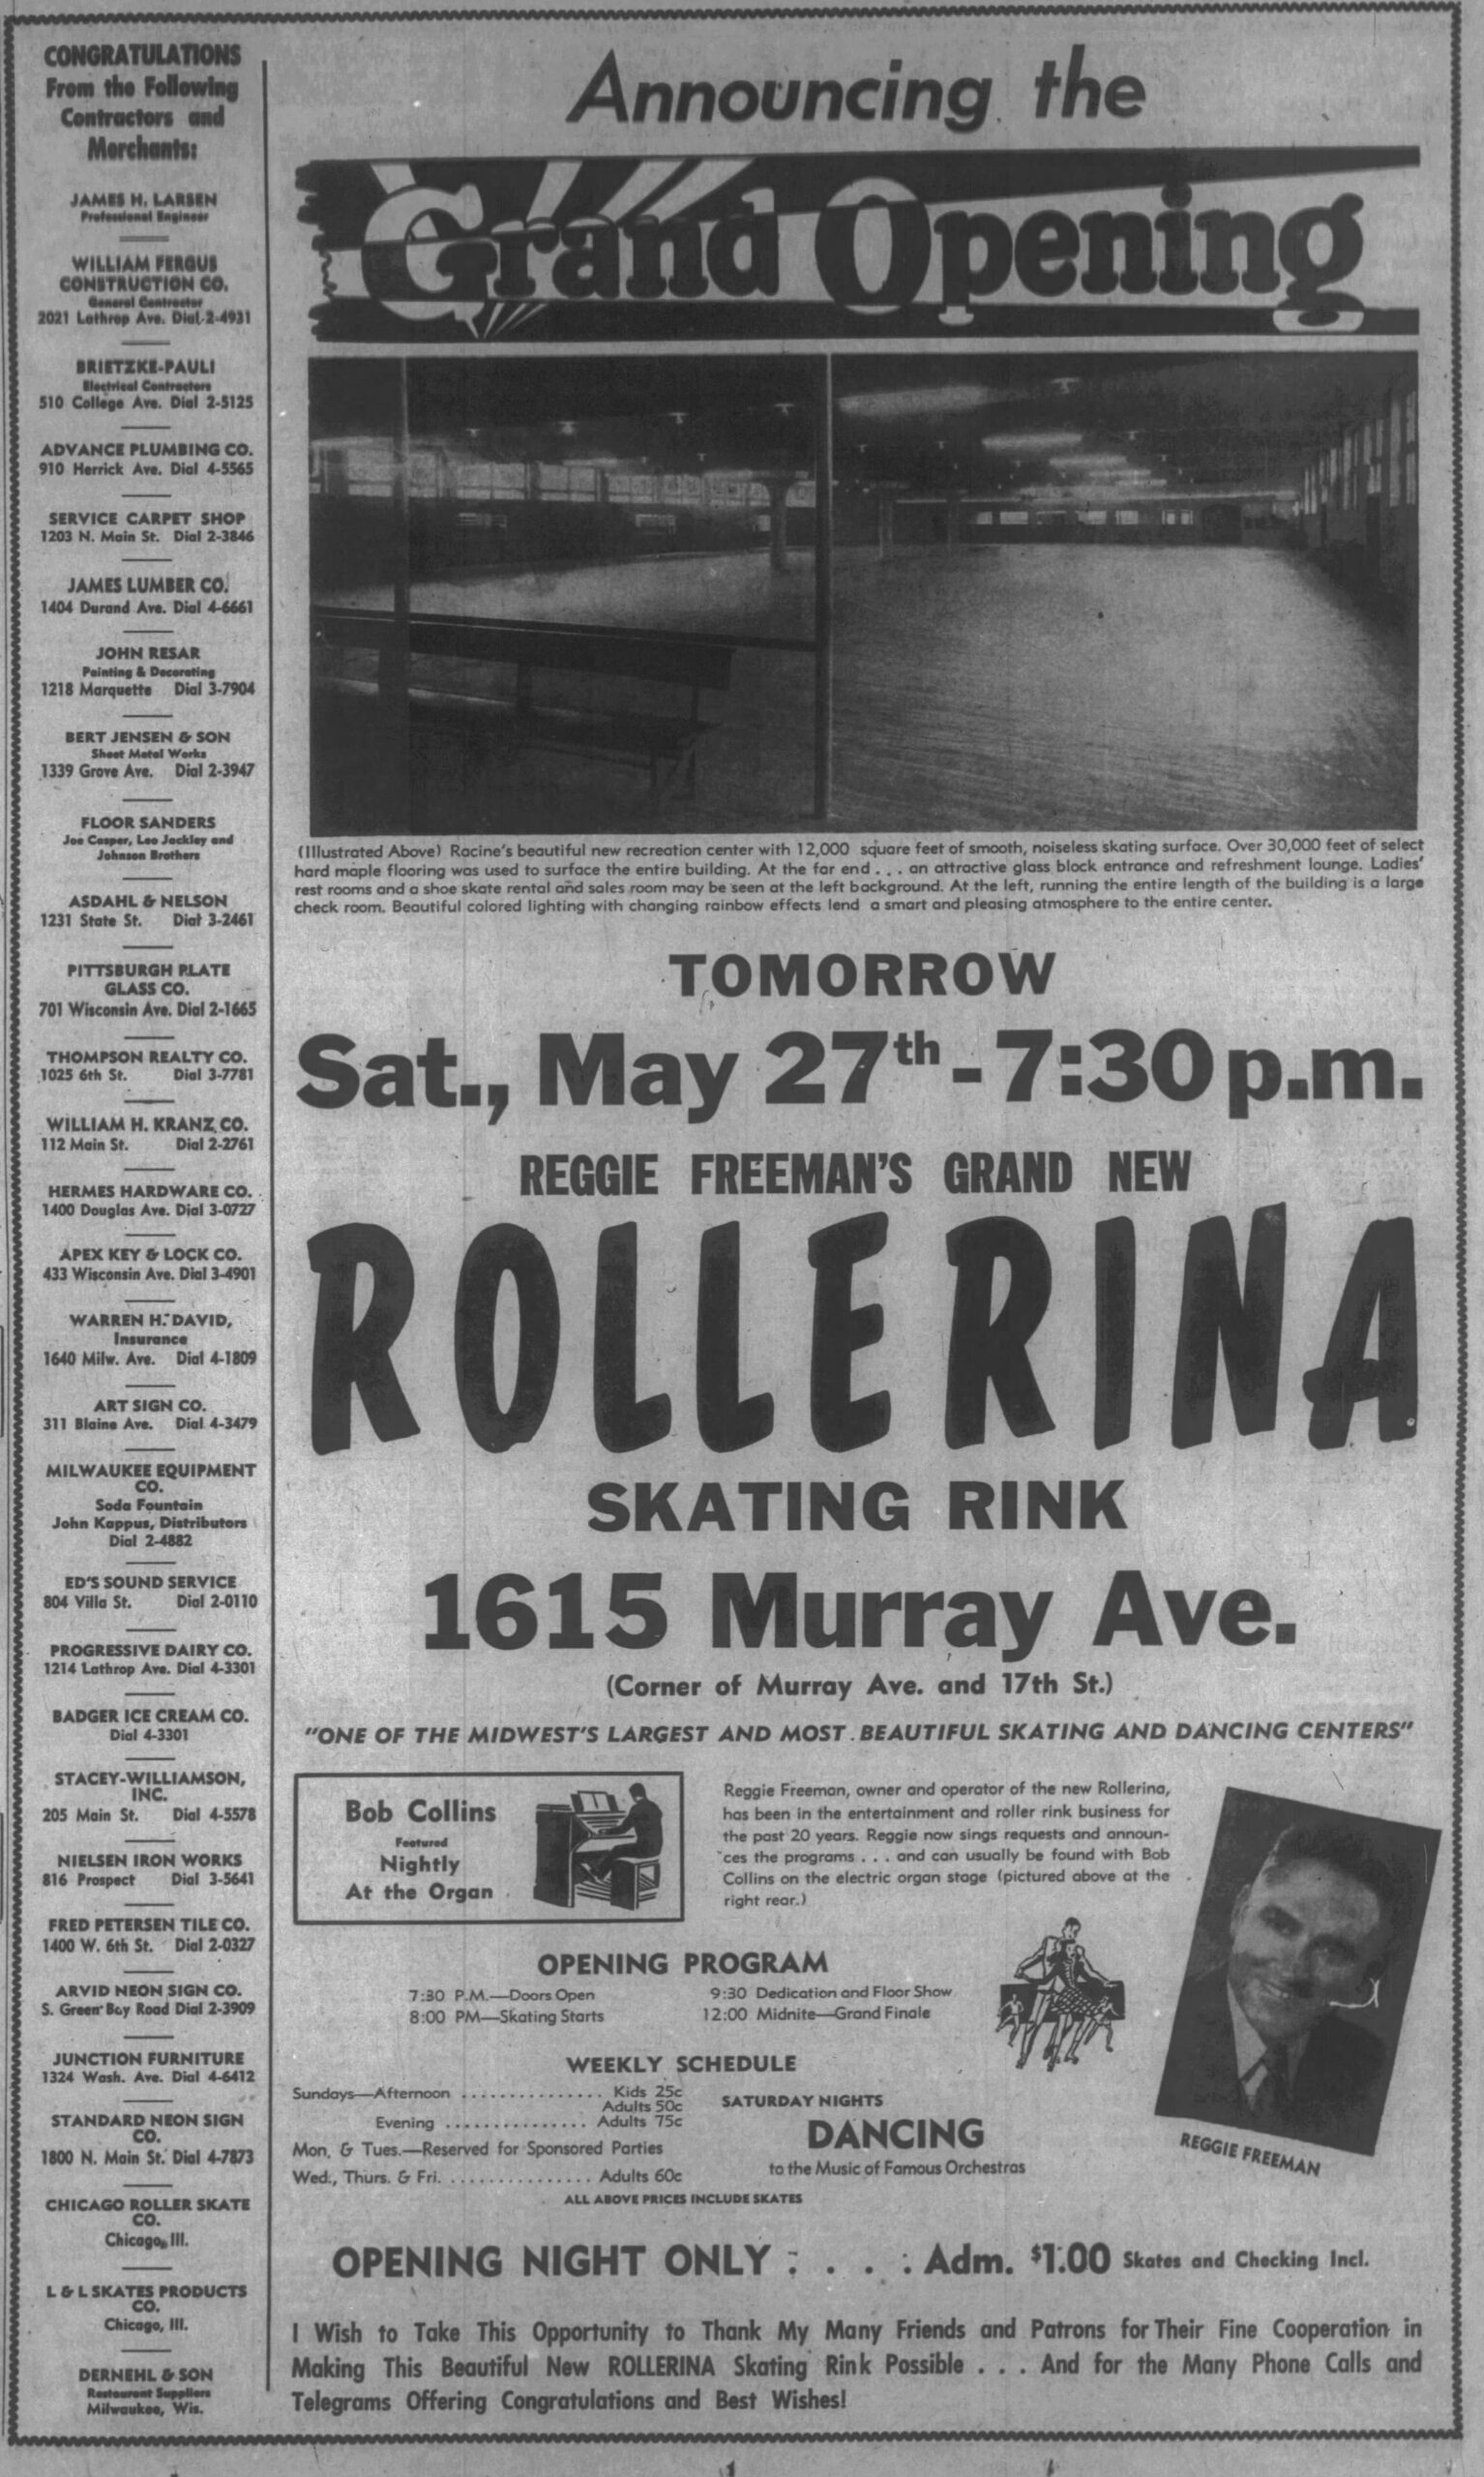 CONGRATULATIONS
From the Following
Contractors and
Merchants:
JAMES H. LARSEN
Professional Engineer
WILLIAM FERGUS
CONSTRUCTION CO.
General Contractor
2021 Lathrop Ave. Dial 2-4931
BRIETZKE-PAULI
Electrical Contractors
510 College Ave. Dial 2-5125
ADVANCE PLUMBING CO.
910 Herrick Ave. Dial 4-5565
SERVICE CARPET SHOP
1203 N. Main St. Dial 2-3846
JAMES LUMBER CO.
1404 Durand Ave. Dial 4-6661
JOHN RESAR
Painting & Decorating
1218 Marquette Dial 3-7904
BERT JENSEN & SON
Sheet Metal Works
1339 Grove Ave. Dial 2-3947
FLOOR SANDERS
Joe Casper, Leo Jackley and
Johnson Brothers
ASDAHL & NELSON
1231 State St. Dial 3-2461
PITTSBURGH PLATE
GLASS CO.
701 Wisconsin Ave. Dial 2-1665
THOMPSON REALTY CO.
1025 6th St. Dial 3-7781
WILLIAM H. KRANZ CO.
112 Main St. Dial 2-2761
HERMES HARDWARE CO.
1400 Douglas Ave. Dial 3-0727
APEX KEY & LOCK CO.
433 Wisconsin Ave. Dial 3-4901
WARREN H. DAVID,
Insurance
1640 Milw. Ave. Dial 4-1809
ART SIGN CO.
311 Blaine Ave. Dial 4-3479
MILWAUKEE EQUIPMENT
CO.
Soda Fountain
John Kappus, Distributors
Dial 2-4882
ED'S SOUND SERVICE
804 Villa St. Dial 2-0110
PROGRESSIVE DAIRY CO.
1214 Lathrop Ave. Dial 4-3301
BADGER ICE CREAM CO.
Dial 4-3301
STACEY-WILLIAMSON,
INC.
205 Main St. Dial 4-5578
NIELSEN IRON WORKS
816 Prospect Dial 3-5641
FRED PETERSEN TILE CO.
1400 W. 6th St. Dial 2-0327
ARVID NEON SIGN CO.
S. Green Bay Road Dial 2-3909
JUNCTION FURNITURE
1324 Wash. Ave. Dial 4-6412
STANDARD NEON SIGN
CO.
1800 N. Main St. Dial 4-7873
CHICAGO ROLLER SKATE
CO.
Chicago, Ill.
L & L SKATES PRODUCTS
CO.
Chicago, Ill.
DERNEHL & SON
Restaurant Suppliers
Milwaukee, Wis.
Announcing the
Grand Opening
(Illustrated Above) Racine's beautiful new recreation center with 12,000 square feet of smooth, noiseless skating surface. Over 30,000 feet of select
hard maple flooring was used to surface the entire building. At the far end . . . an attractive glass block entrance and refreshment lounge. Ladies'
rest rooms and a shoe skate rental and sales room may be seen at the left background. At the left, running the entire length of the building is a large
check room. Beautiful colored lighting with changing rainbow effects lend a smart and pleasing atmosphere to the entire center.
TOMORROW
Sat., May 27th - 7:30 p.m.
REGGIE FREEMAN'S GRAND NEW
ROLLERINA
SKATING RINK
1615 Murray Ave.
(Corner of Murray Ave. and 17th St.)
"ONE OF THE MIDWEST'S LARGEST AND MOST BEAUTIFUL SKATING AND DANCING CENTERS"
Bob Collins
Featured
Nightly
At the Organ
Reggie Freeman, owner and operator of the new Rollerina,
has been in the entertainment and roller rink business for
the past 20 years. Reggie now sings requests and announ-
ces the programs . . . and can usually be found with Bob
Collins on the electric organ stage (pictured above at the
right rear.)
REGGIE FREEMAN
OPENING PROGRAM
7:30 P.M.—Doors Open 9:30 Dedication and Floor Show
8:00 PM—Skating Starts 12:00 Midnite—Grand Finale
WEEKLY SCHEDULE
Sundays—Afternoon . . . . . . . . . . . . . . . Kids 25c
Adults 50c
Evening . . . . . . . . . . . . . . . Adults 75c
Mon. & Tues.—Reserved for Sponsored Parties
Wed., Thurs. & Fri. . . . . . . . . . . . . . . . Adults 60c
SATURDAY NIGHTS
DANCING
to the Music of Famous Orchestras
ALL ABOVE PRICES INCLUDE SKATES
OPENING NIGHT ONLY . . . . Adm. $1.00 Skates and Checking Incl.
I Wish to Take This Opportunity to Thank My Many Friends and Patrons for Their Fine Cooperation in
Making This Beautiful New ROLLERINA Skating Rink Possible . . . And for the Many Phone Calls and
Telegrams Offering Congratulations and Best Wishes!